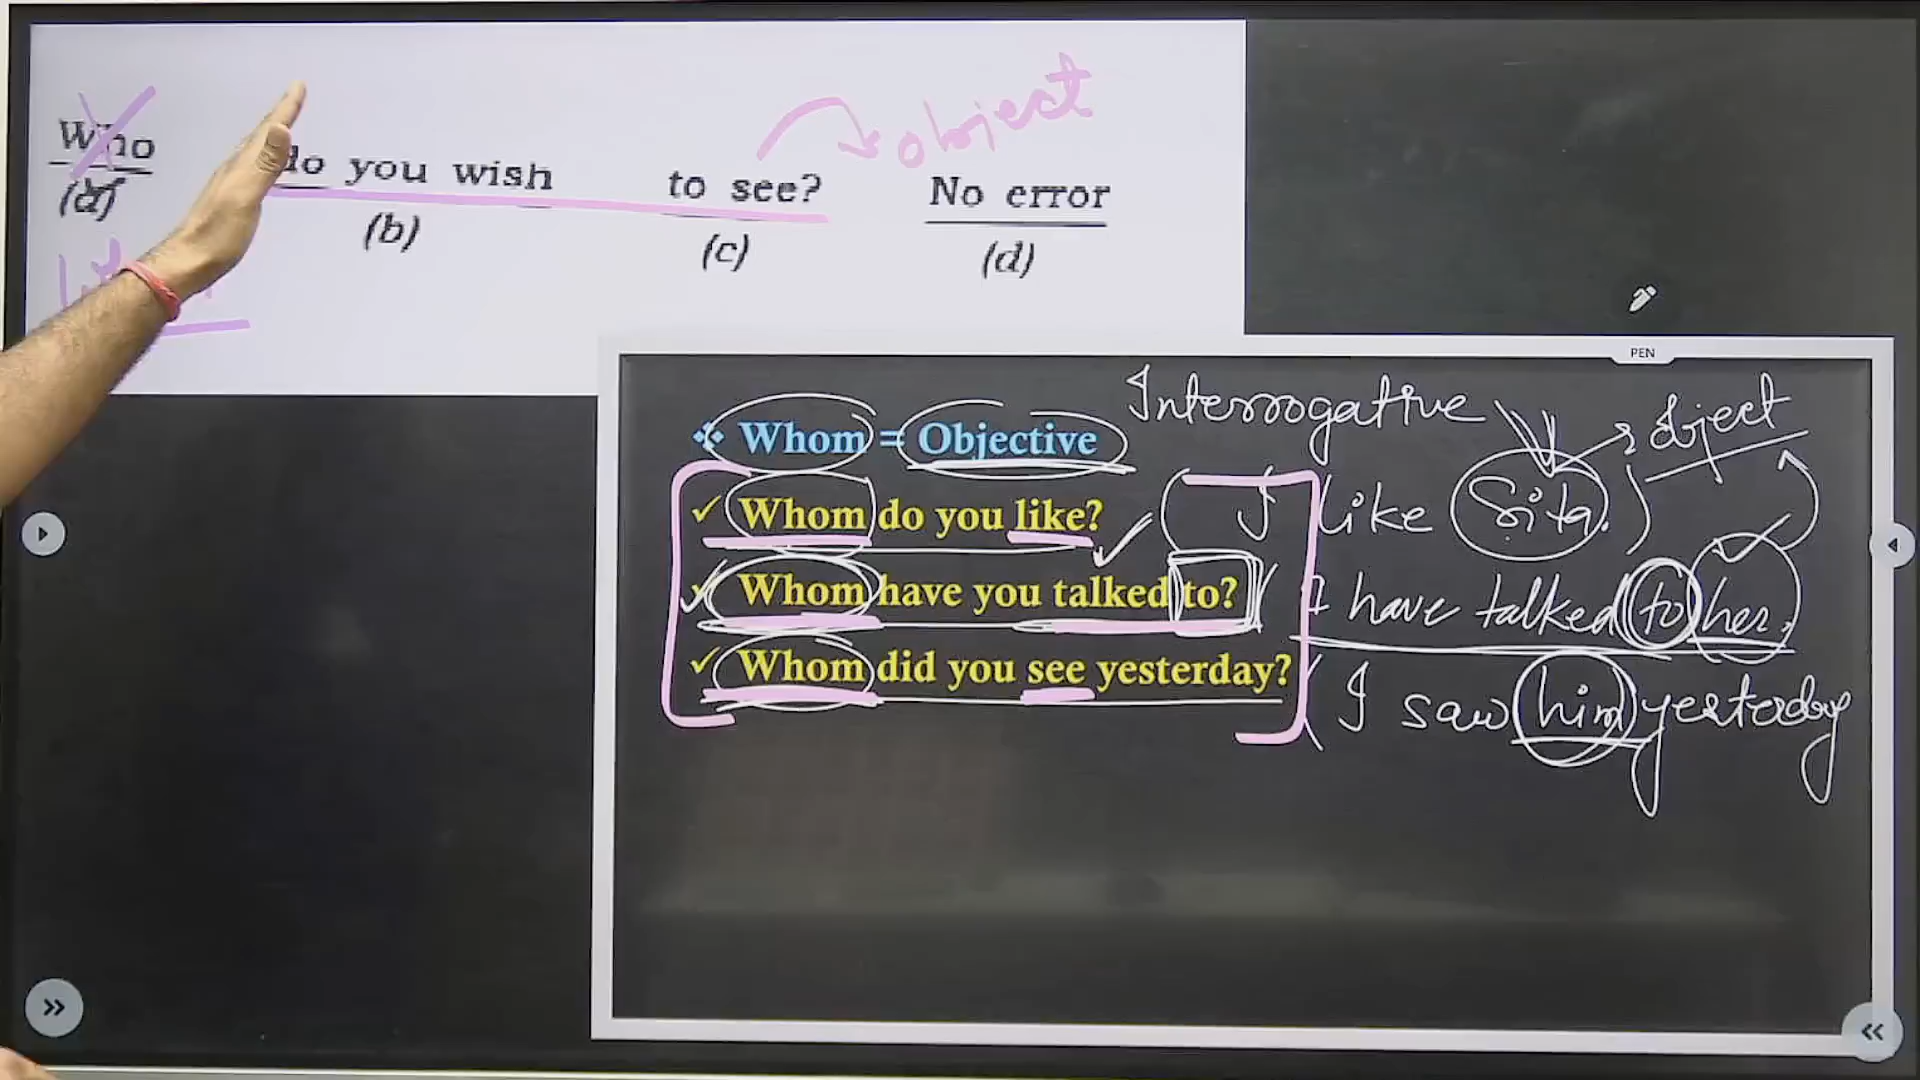 Who do you wish to see? No error
(a) (b) (c) (d)
object
PEN
Interrogative
object
❖ Whom = Objective
✓ Whom do you like?
I like Sita.
✓ Whom have you talked to?
I have talked to her.
✓ Whom did you see yesterday?
I saw him yesterday